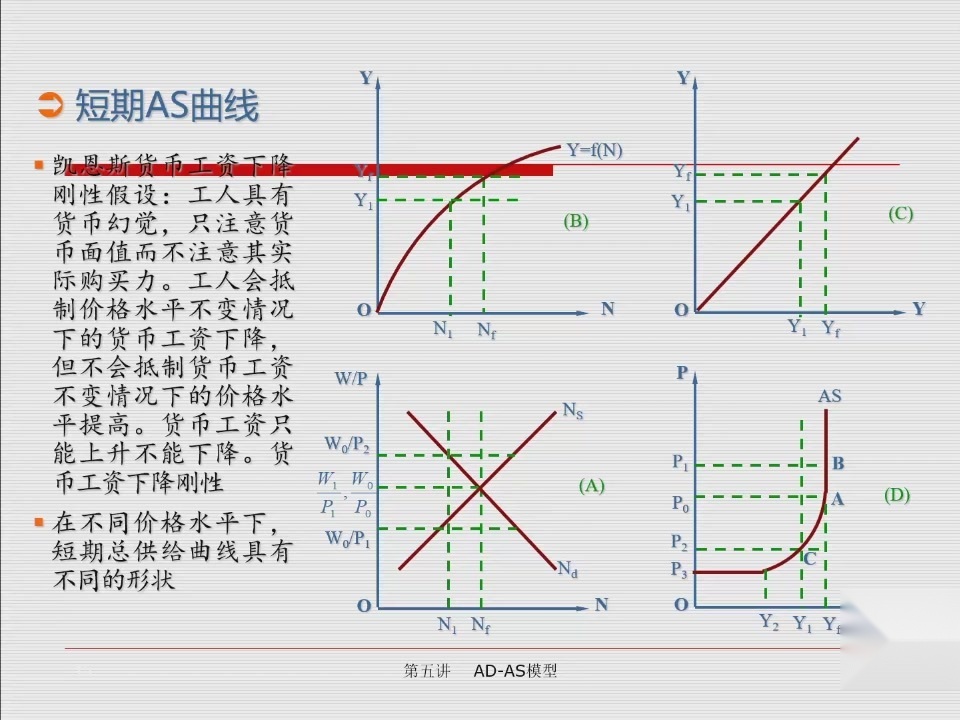 短期AS曲线
凯恩斯货币工资下降
刚性假设：工人具有
货币幻觉，只注意货
币面值而不注意其实
际购买力。工人会抵
制价格水平不变情况
下的货币工资下降，
但不会抵制货币工资
不变情况下的价格水
平提高。货币工资只
能上升不能下降。货
币工资下降刚性
在不同价格水平下，
短期总供给曲线具有
不同的形状
Y
Y=f(N)
Yf
Y1
(B)
O
N
N1
Nf
Y
Yf
Y1
(C)
O
Y
Y1
Yf
W/P
NS
W0/P2
W1/P1, W0/P0
(A)
W0/P1
Nd
O
N
N1
Nf
P
AS
P1
B
P0
A
(D)
P2
C
P3
O
Y2
Y1
Yf
第五讲 AD-AS模型